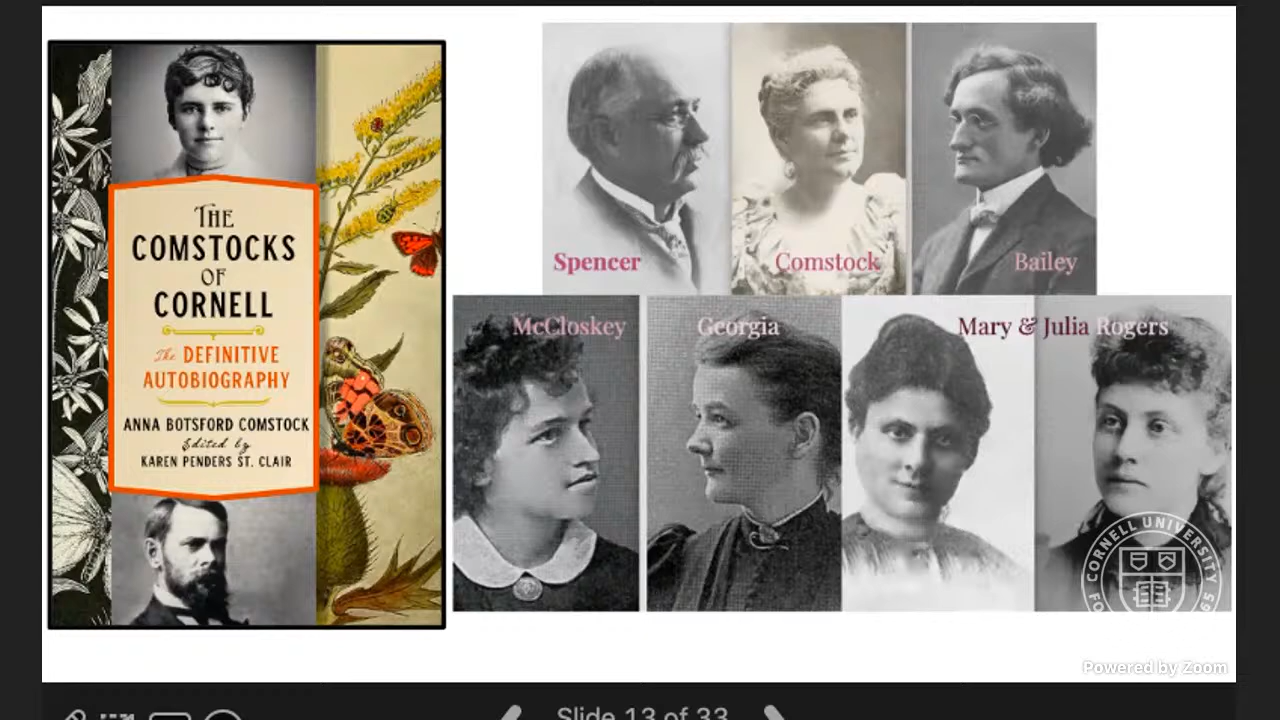 THE
COMSTOCKS
OF
CORNELL
The DEFINITIVE
AUTOBIOGRAPHY
ANNA BOTSFORD COMSTOCK
Edited by
KAREN PENDERS ST. CLAIR
Spencer
Comstock
Bailey
McCloskey
Georgia
Mary & Julia Rogers
CORNELL UNIVERSITY
Powered by Zoom
Slide 13 of 33